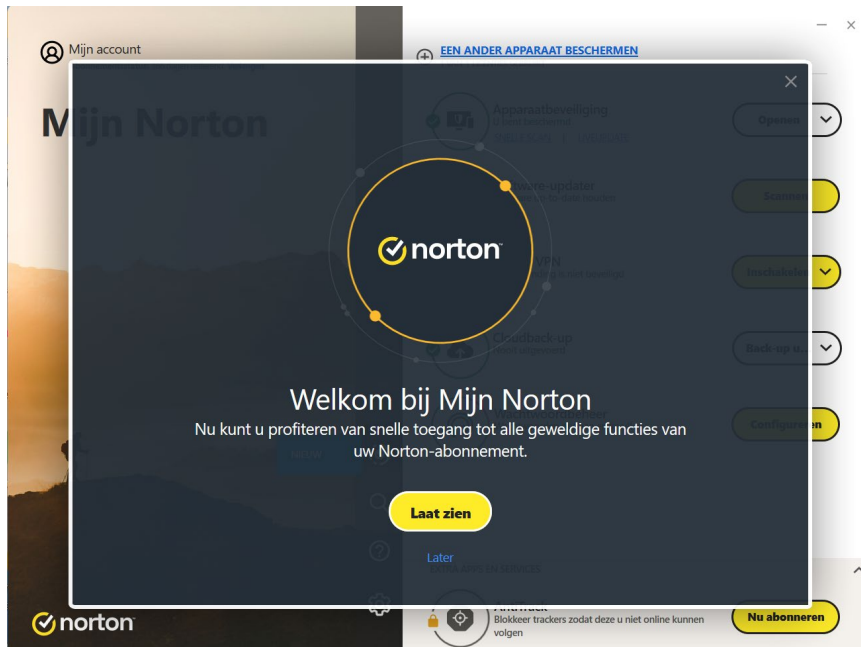 Mijn account
EEN ANDER APPARAAT BESCHERMEN
Mijn Norton
Apparaatbeveiliging
Openen
Scannen
VPN
Inschakelen
Cloudback-up
Back-up u...
Configureren
norton
Welkom bij Mijn Norton
Nu kunt u profiteren van snelle toegang tot alle geweldige functies van
uw Norton-abonnement.
Laat zien
Later
AntiTrack
Blokkeer trackers zodat deze u niet online kunnen
volgen
Nu abonneren
norton